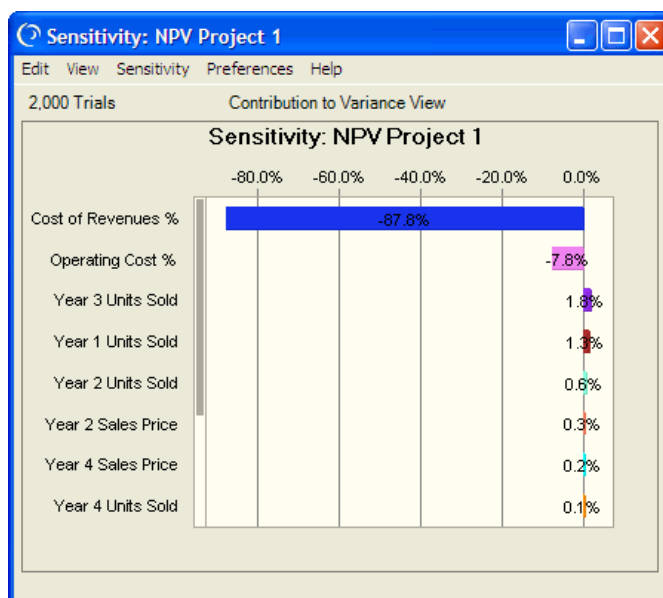 Sensitivity: NPV Project 1
Edit View Sensitivity Preferences Help
2,000 Trials Contribution to Variance View
Sensitivity: NPV Project 1
-80.0% -60.0% -40.0% -20.0% 0.0%
Cost of Revenues % -87.8%
Operating Cost % -7.8%
Year 3 Units Sold 1.8%
Year 1 Units Sold 1.3%
Year 2 Units Sold 0.6%
Year 2 Sales Price 0.3%
Year 4 Sales Price 0.2%
Year 4 Units Sold 0.1%